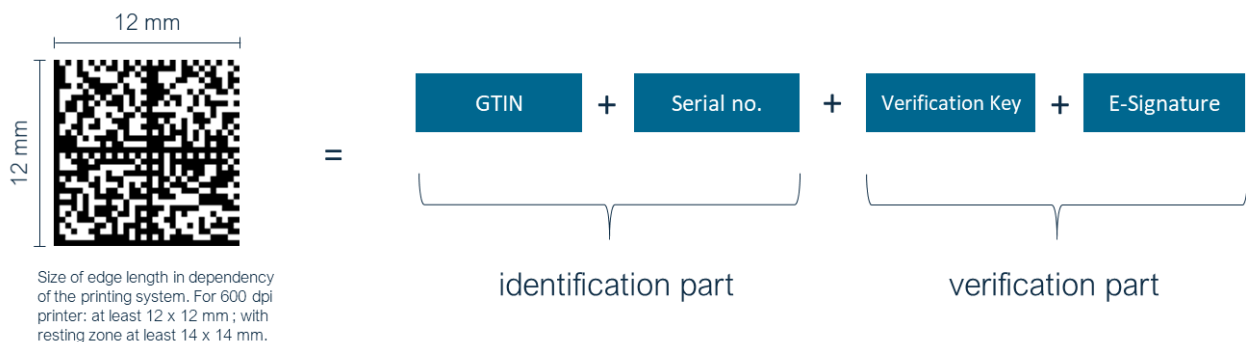 12 mm
12 mm
=
GTIN + Serial no. + Verification Key + E-Signature
identification part
verification part
Size of edge length in dependency
of the printing system. For 600 dpi
printer: at least 12 x 12 mm ; with
resting zone at least 14 x 14 mm.